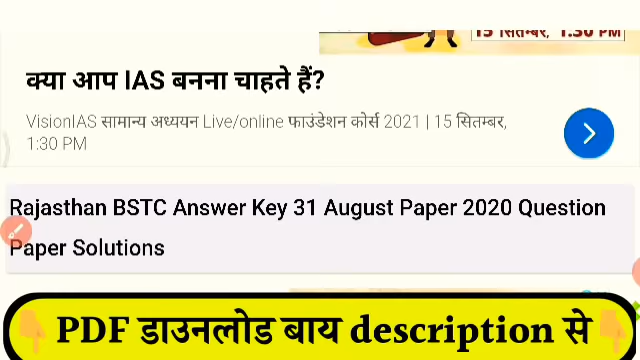 15 सितम्बर, 1:30 PM
क्या आप IAS बनना चाहते हैं?
VisionIAS सामान्य अध्ययन Live/online फाउंडेशन कोर्स 2021 | 15 सितम्बर,
1:30 PM
Rajasthan BSTC Answer Key 31 August Paper 2020 Question
Paper Solutions
PDF डाउनलोड बाय description से